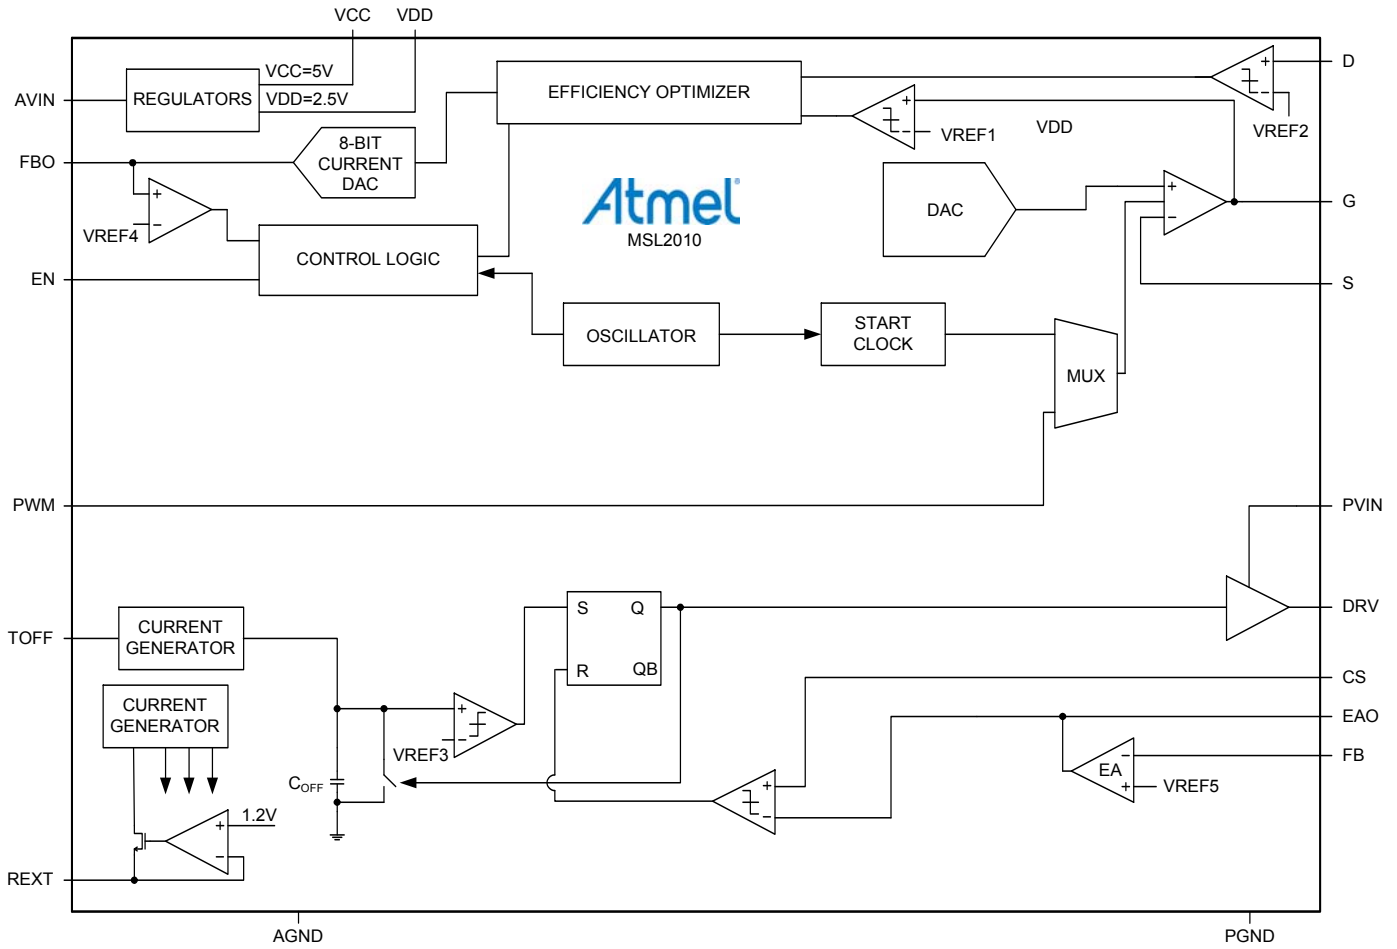 VCC VDD
AVIN
REGULATORS
VCC=5V
VDD=2.5V
EFFICIENCY OPTIMIZER
+
D
VREF2
+
VREF1
VDD
FBO
8-BIT
CURRENT
DAC
+
−
VREF4
Atmel
MSL2010
DAC
+
−
G
EN
CONTROL LOGIC
S
OSCILLATOR
START
CLOCK
MUX
PWM
PVIN
TOFF
CURRENT
GENERATOR
S Q
R QB
DRV
CURRENT
GENERATOR
+
−
VREF3
COFF
CS
EAO
FB
−
EA
+
VREF5
+
−
1.2V
+
−
REXT
AGND
PGND